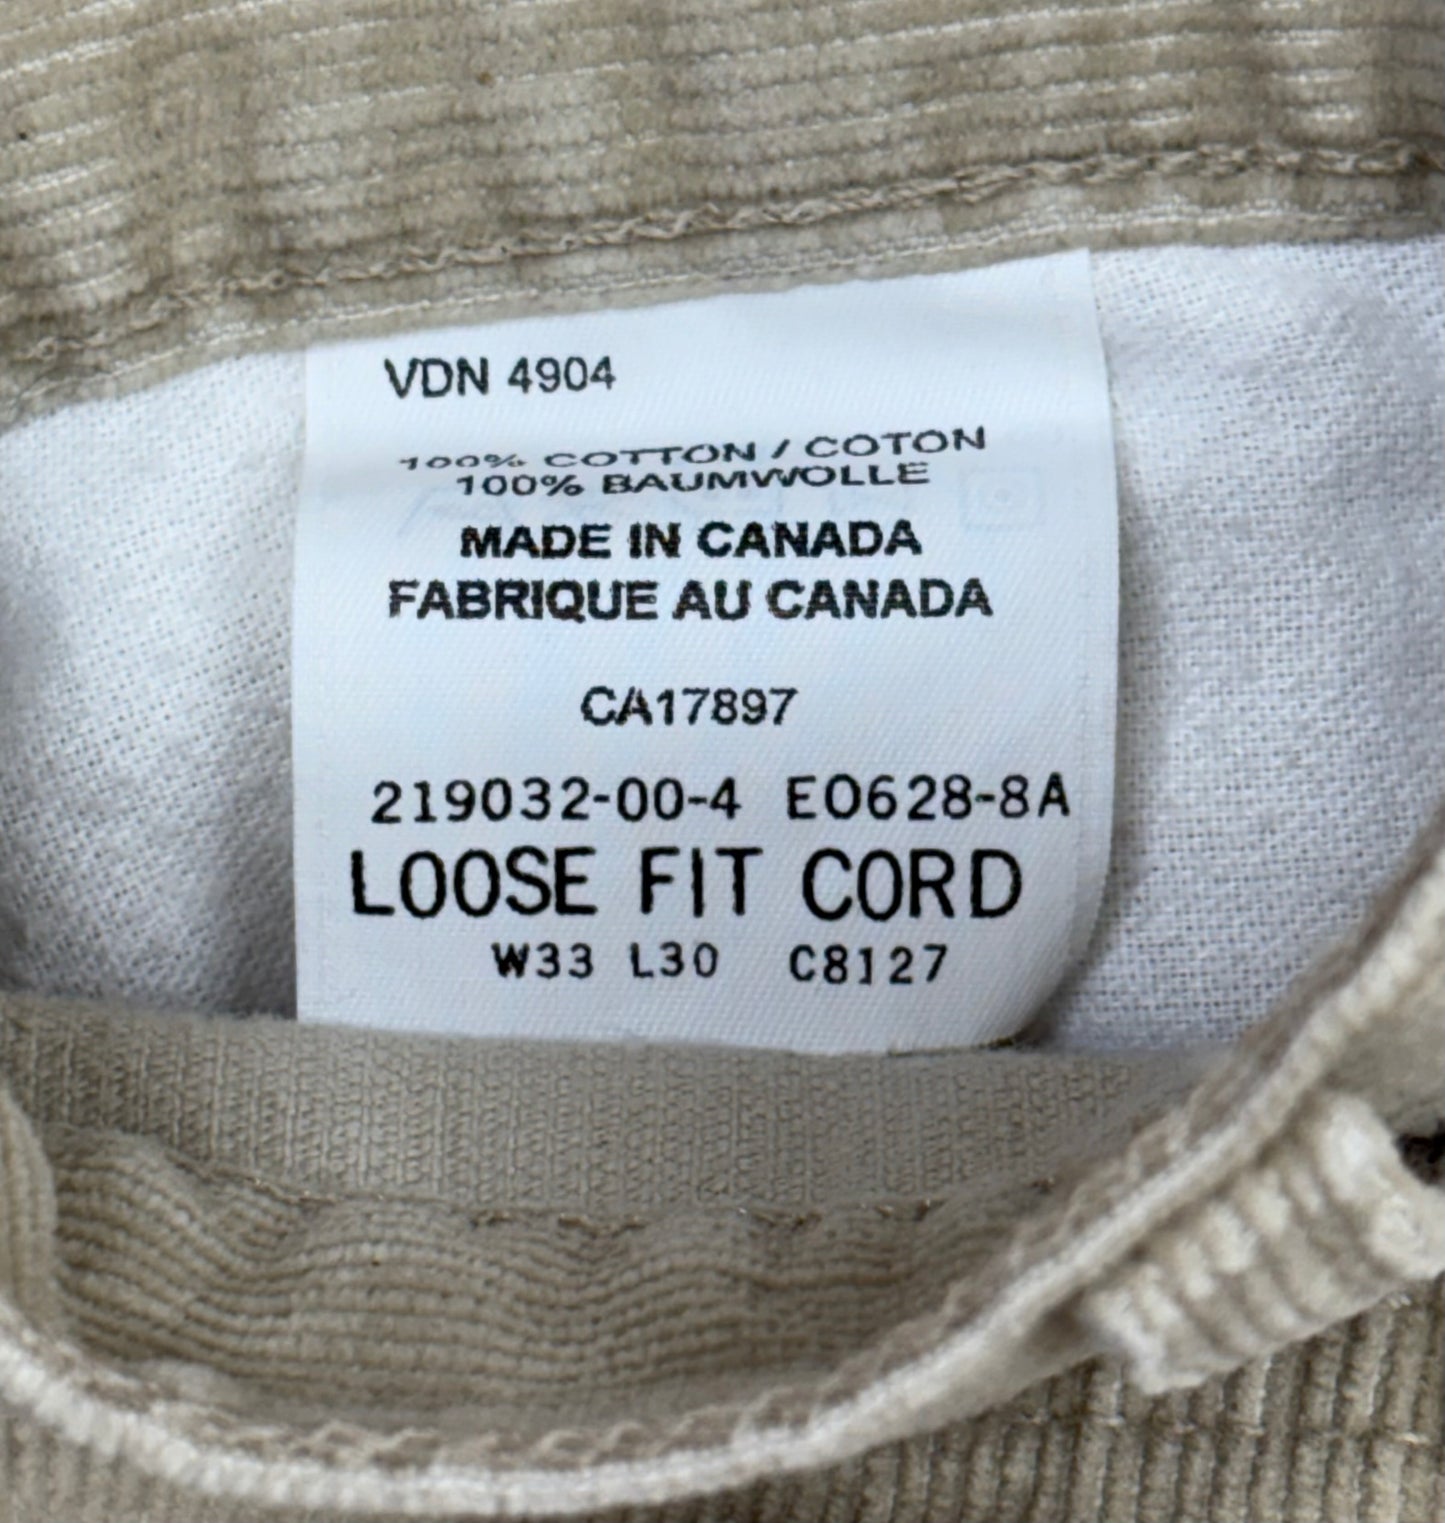 VDN 4904
100% COTTON / COTON
100% BAUMWOLLE
MADE IN CANADA
FABRIQUE AU CANADA
CA17897
219032-00-4 E0628-8A
LOOSE FIT CORD
W33 L30 C8127